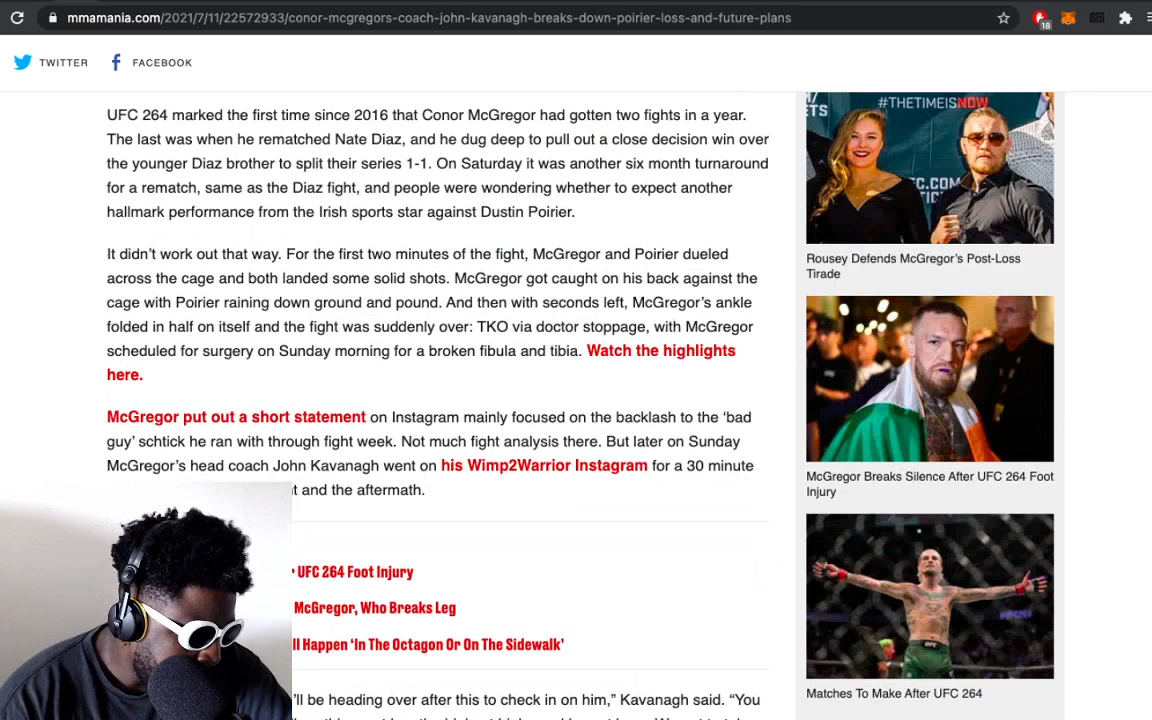 mmamania.com/2021/7/11/22572933/conor-mcgregors-coach-john-kavanagh-breaks-down-poirier-loss-and-future-plans
18
TWITTER
FACEBOOK
UFC 264 marked the first time since 2016 that Conor McGregor had gotten two fights in a year.
The last was when he rematched Nate Diaz, and he dug deep to pull out a close decision win over
the younger Diaz brother to split their series 1-1. On Saturday it was another six month turnaround
for a rematch, same as the Diaz fight, and people were wondering whether to expect another
hallmark performance from the Irish sports star against Dustin Poirier.
It didn’t work out that way. For the first two minutes of the fight, McGregor and Poirier dueled
across the cage and both landed some solid shots. McGregor got caught on his back against the
cage with Poirier raining down ground and pound. And then with seconds left, McGregor’s ankle
folded in half on itself and the fight was suddenly over: TKO via doctor stoppage, with McGregor
scheduled for surgery on Sunday morning for a broken fibula and tibia. Watch the highlights
here.
McGregor put out a short statement on Instagram mainly focused on the backlash to the ‘bad
guy’ schtick he ran with through fight week. Not much fight analysis there. But later on Sunday
McGregor’s head coach John Kavanagh went on his Wimp2Warrior Instagram for a 30 minute
t and the aftermath.
r UFC 264 Foot Injury
McGregor, Who Breaks Leg
ll Happen ‘In The Octagon Or On The Sidewalk’
’ll be heading over after this to check in on him,” Kavanagh said. “You
#THETIMEISNOW
Rousey Defends McGregor’s Post-Loss
Tirade
McGregor Breaks Silence After UFC 264 Foot
Injury
Matches To Make After UFC 264